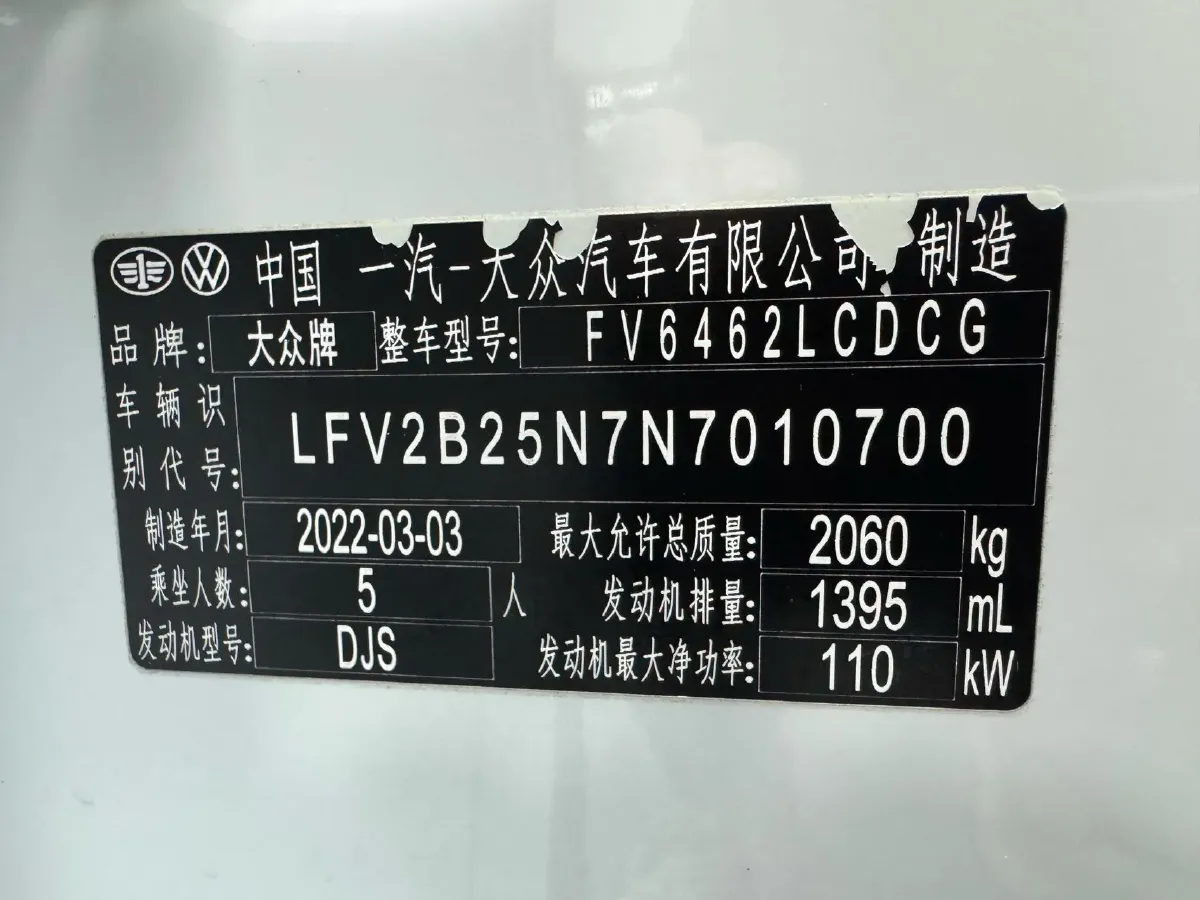 中国 一汽-大众汽车有限公司 制造
品牌: 大众牌 整车型号: FV6462LCDCG
车辆识
别代号: LFV2B25N7N7010700
制造年月: 2022-03-03 最大允许总质量: 2060 kg
乘坐人数: 5 人 发动机排量: 1395 mL
发动机型号: DJS 发动机最大净功率: 110 kW